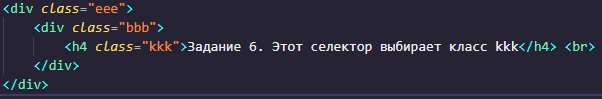 <div class="eee">
<div class="bbb">
<h4 class="kkk">Задание 6. Этот селектор выбирает класс kkk</h4> <br>
</div>
</div>